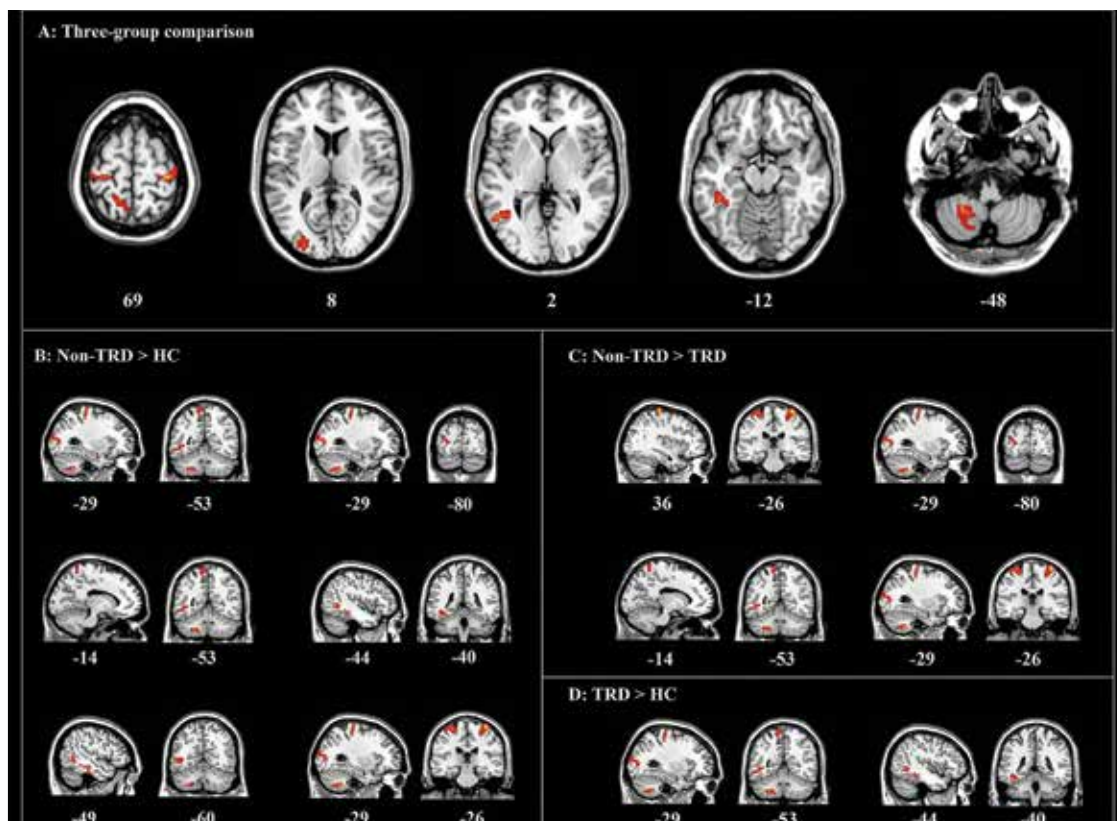 A: Three-group comparison
69 8 2 -12 -48
B: Non-TRD > HC
-29 -53 -29 -80
-14 -53 -44 -40
-49 -60 -29 -26
C: Non-TRD > TRD
36 -26 -29 -80
-14 -53 -29 -26
D: TRD > HC
-29 -53 -44 -40